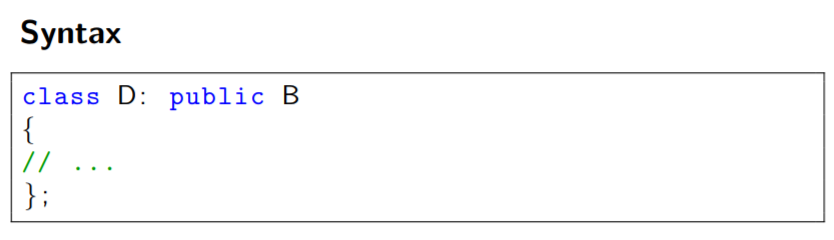 Syntax
class D: public B
{
// ...
};